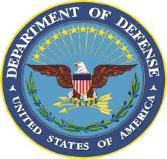 DEPARTMENT OF DEFENSE
UNITED STATES OF AMERICA